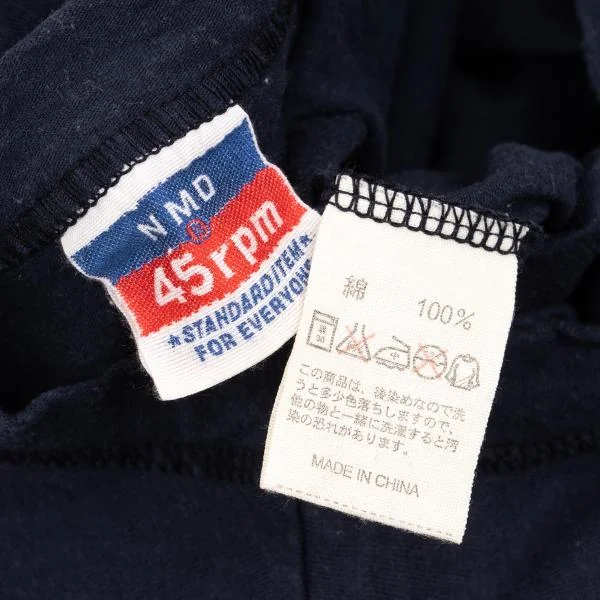 NMD
R
45rpm
★STANDARD ITEM★
FOR EVERYONE
綿 100%
中
この商品は、後染めなので洗
うと多少色落ちしますので、
他の物と一緒に洗濯すると汚
染の恐れがあります。
MADE IN CHINA